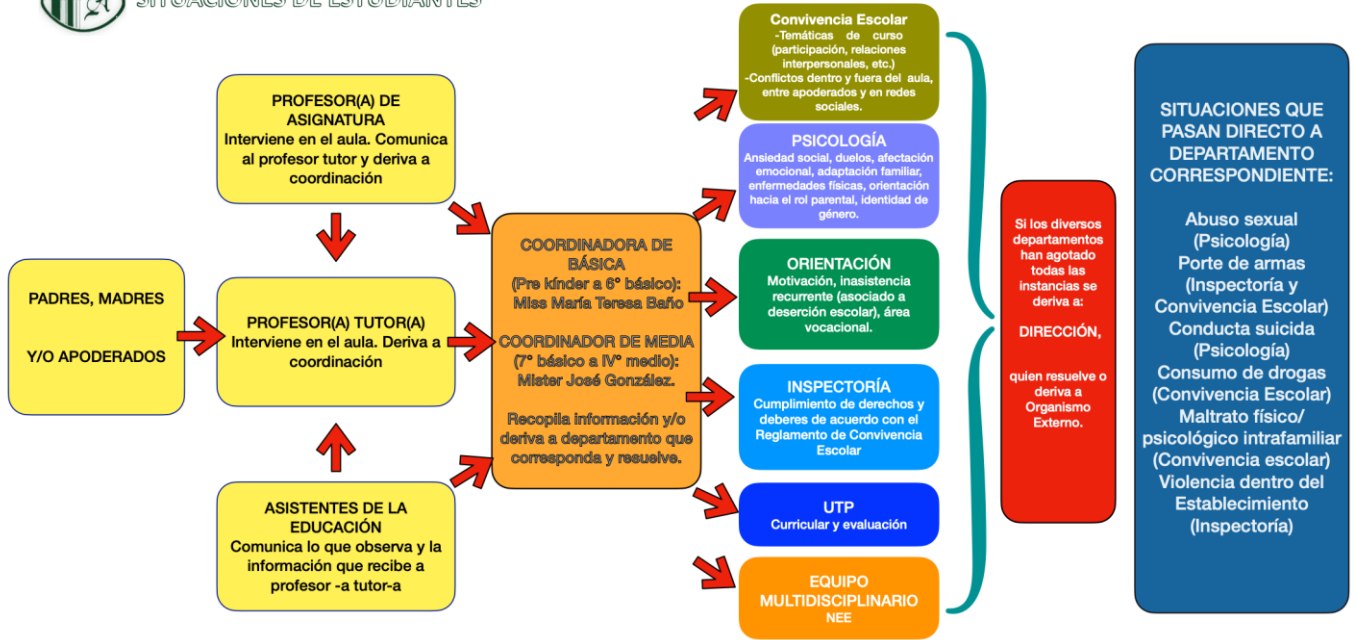 SITUACIONES DE ESTUDIANTES
PADRES, MADRES
Y/O APODERADOS
PROFESOR(A) DE
ASIGNATURA
Interviene en el aula. Comunica
al profesor tutor y deriva a
coordinación
PROFESOR(A) TUTOR(A)
Interviene en el aula. Deriva a
coordinación
ASISTENTES DE LA
EDUCACIÓN
Comunica lo que observa y la
información que recibe a
profesor -a tutor-a
COORDINADORA DE
BÁSICA
(Pre kínder a 6° básico):
Miss María Teresa Baño
COORDINADOR DE MEDIA
(7° básico a IV° medio):
Mister José González.
Recopila información y/o
deriva a departamento que
corresponda y resuelve.
Convivencia Escolar
-Temáticas de curso
(participación, relaciones
interpersonales, etc.)
-Conflictos dentro y fuera del aula,
entre apoderados y en redes
sociales.
PSICOLOGÍA
Ansiedad social, duelos, afectación
emocional, adaptación familiar,
enfermedades físicas, orientación
hacia el rol parental, identidad de
género.
ORIENTACIÓN
Motivación, inasistencia
recurrente (asociado a
deserción escolar), área
vocacional.
INSPECTORÍA
Cumplimiento de derechos y
deberes de acuerdo con el
Reglamento de Convivencia
Escolar
UTP
Curricular y evaluación
EQUIPO
MULTIDISCIPLINARIO
NEE
Si los diversos
departamentos
han agotado
todas las
instancias se
deriva a:
DIRECCIÓN,
quien resuelve o
deriva a
Organismo
Externo.
SITUACIONES QUE
PASAN DIRECTO A
DEPARTAMENTO
CORRESPONDIENTE:
Abuso sexual
(Psicología)
Porte de armas
(Inspectoría y
Convivencia Escolar)
Conducta suicida
(Psicología)
Consumo de drogas
(Convivencia Escolar)
Maltrato físico/
psicológico intrafamiliar
(Convivencia escolar)
Violencia dentro del
Establecimiento
(Inspectoría)